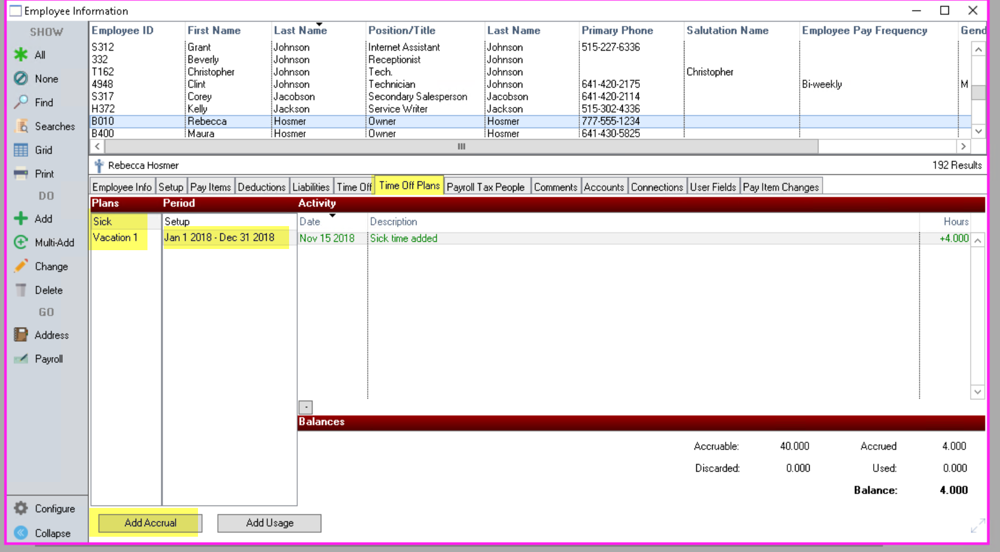 Employee Information
SHOW
All
None
Find
Searches
Grid
Print
DO
Add
Multi-Add
Change
Delete
GO
Address
Payroll
Configure
Collapse
Employee ID First Name Last Name Position/Title Last Name Primary Phone Salutation Name Employee Pay Frequency Gend
S312 Grant Johnson Internet Assistant Johnson 515-227-6336
332 Beverly Johnson Receptionist Johnson
T162 Christopher Johnson Tech. Johnson Christopher
4948 Clint Johnson Technician Johnson 641-420-2175 Bi-weekly M
S317 Corey Jacobson Secondary Salesperson Jacobson 641-420-2114
H372 Kelly Jackson Service Writer Jackson 515-302-4336
B010 Rebecca Hosmer Owner Hosmer 777-555-1234
B400 Maura Hosmer Owner Hosmer 641-430-5825
Rebecca Hosmer 192 Results
Employee Info Setup Pay Items Deductions Liabilities Time Off Time Off Plans Payroll Tax People Comments Accounts Connections User Fields Pay Item Changes
Plans Period Activity
Sick Setup Date Description Hours
Vacation 1 Jan 1 2018 - Dec 31 2018 Nov 15 2018 Sick time added +4.000
Balances
Accruable: 40.000 Accrued 4.000
Discarded: 0.000 Used: 0.000
Balance: 4.000
Add Accrual Add Usage